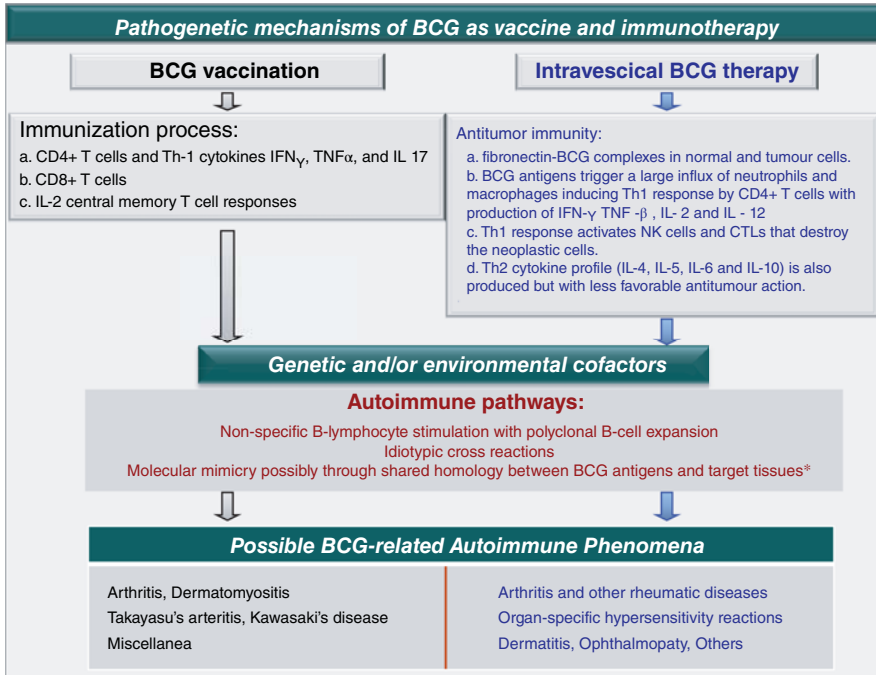 Pathogenetic mechanisms of BCG as vaccine and immunotherapy
BCG vaccination
Immunization process:
a. CD4+ T cells and Th-1 cytokines IFNγ, TNFα, and IL 17
b. CD8+ T cells
c. IL-2 central memory T cell responses
Intravescical BCG therapy
Antitumor immunity:
a. fibronectin-BCG complexes in normal and tumour cells.
b. BCG antigens trigger a large influx of neutrophils and
macrophages inducing Th1 response by CD4+ T cells with
production of IFN-γ TNF -β , IL- 2 and IL - 12
c. Th1 response activates NK cells and CTLs that destroy
the neoplastic cells.
d. Th2 cytokine profile (IL-4, IL-5, IL-6 and IL-10) is also
produced but with less favorable antitumour action.
Genetic and/or environmental cofactors
Autoimmune pathways:
Non-specific B-lymphocyte stimulation with polyclonal B-cell expansion
Idiotypic cross reactions
Molecular mimicry possibly through shared homology between BCG antigens and target tissues*
Possible BCG-related Autoimmune Phenomena
Arthritis, Dermatomyositis
Takayasu's arteritis, Kawasaki's disease
Miscellanea
Arthritis and other rheumatic diseases
Organ-specific hypersensitivity reactions
Dermatitis, Ophthalmopaty, Others